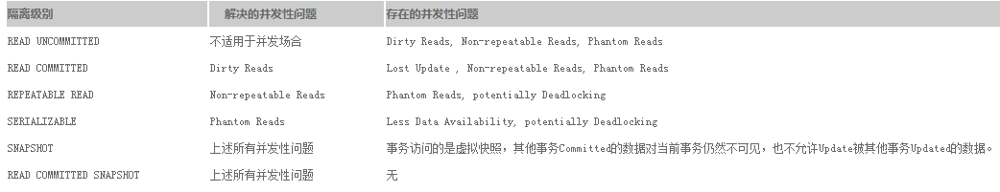 隔离级别 解决的并发性问题 存在的并发性问题
READ UNCOMMITTED 不适用于并发场合 Dirty Reads, Non-repeatable Reads, Phantom Reads
READ COMMITTED Dirty Reads Lost Update , Non-repeatable Reads, Phantom Reads
REPEATABLE READ Non-repeatable Reads Phantom Reads, potentially Deadlocking
SERIALIZABLE Phantom Reads Less Data Availability, potentially Deadlocking
SNAPSHOT 上述所有并发性问题 事务访问的是虚拟快照，其他事务Committed的数据对当前事务仍然不可见，也不允许Update被其他事务Updated的数据。
READ COMMITTED SNAPSHOT 上述所有并发性问题 无